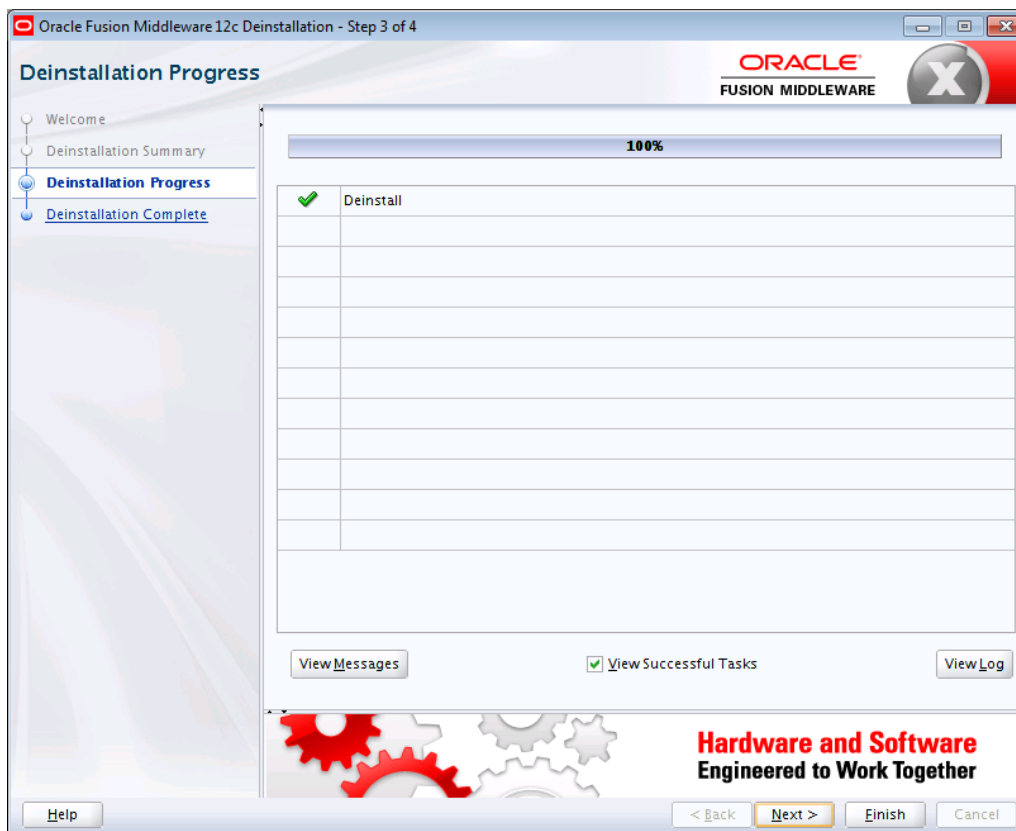 Oracle Fusion Middleware 12c Deinstallation - Step 3 of 4
Deinstallation Progress
ORACLE®
FUSION MIDDLEWARE
X
Welcome
Deinstallation Summary
Deinstallation Progress
Deinstallation Complete
100%
Deinstall
View Messages
View Successful Tasks
View Log
Hardware and Software
Engineered to Work Together
Help
< Back
Next >
Finish
Cancel